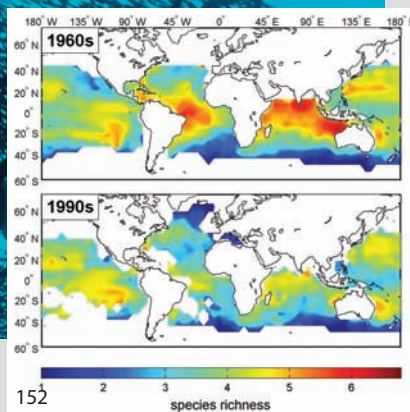 180° W 135° W 90° W 45° W 0° 45° E 90° E 135° E 180° E
1960s
60° N
40° N
20° N
0°
20° S
40° S
60° S
1990s
60° N
40° N
20° N
0°
20° S
40° S
60° S
1 2 3 4 5 6
species richness
152